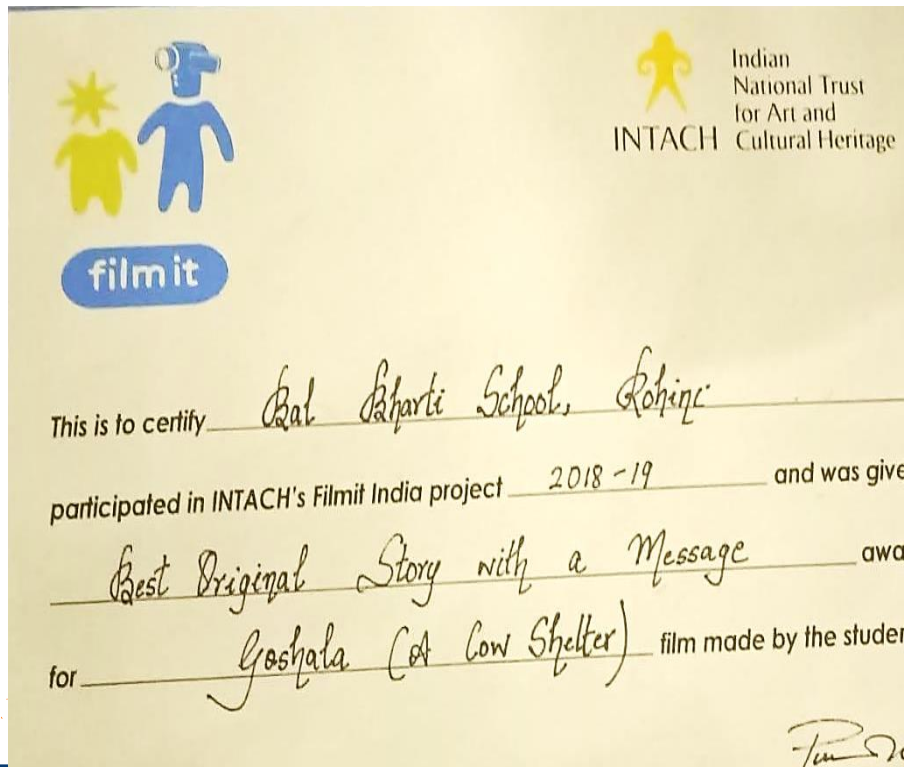 Indian
National Trust
for Art and
INTACH Cultural Heritage
film it
This is to certify Bal Bharti School, Rohini
participated in INTACH's Filmit India project 2018-19 and was give
Best Original Story with a Message awa
for Goshala (A Cow Shelter) film made by the studen